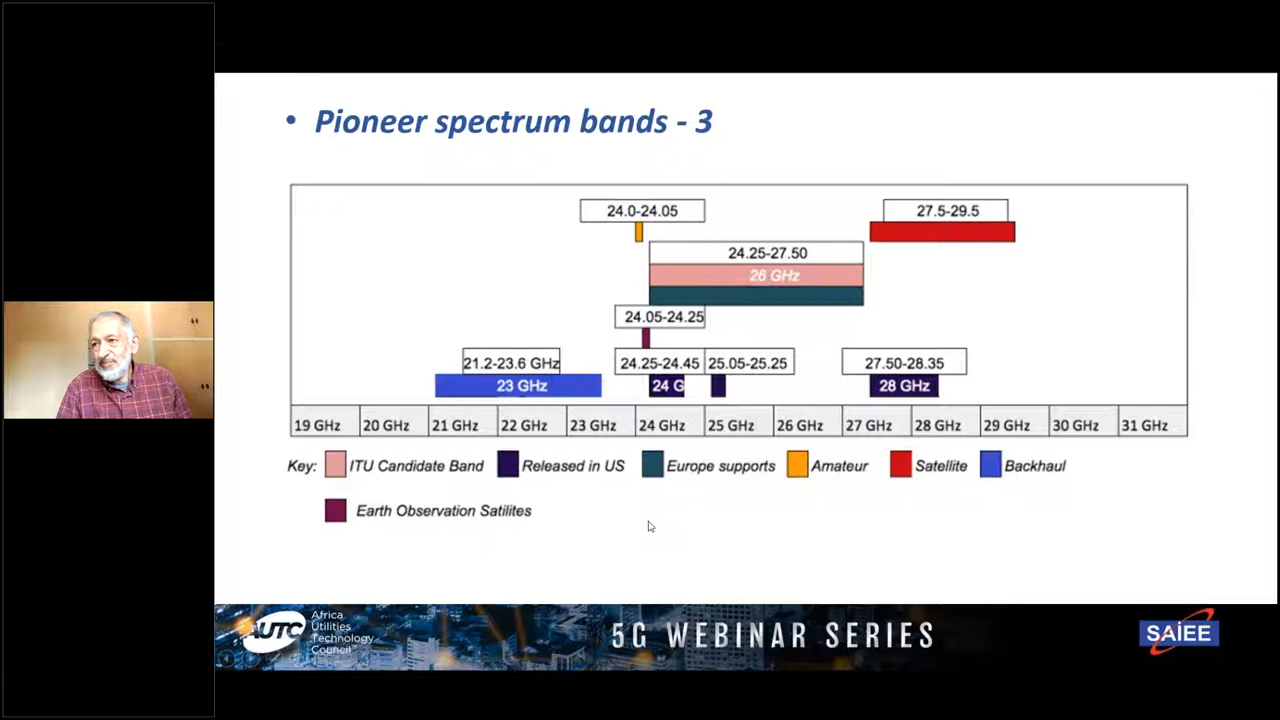 • Pioneer spectrum bands - 3
24.0-24.05
27.5-29.5
24.25-27.50
26 GHz
24.05-24.25
21.2-23.6 GHz
24.25-24.45
25.05-25.25
27.50-28.35
23 GHz
24 G
28 GHz
19 GHz
20 GHz
21 GHz
22 GHz
23 GHz
24 GHz
25 GHz
26 GHz
27 GHz
28 GHz
29 GHz
30 GHz
31 GHz
Key: ITU Candidate Band Released in US Europe supports Amateur Satellite Backhaul
Earth Observation Satilites
AUTC
Africa
Utilities
Technology
Council
5G WEBINAR SERIES
SAIEE